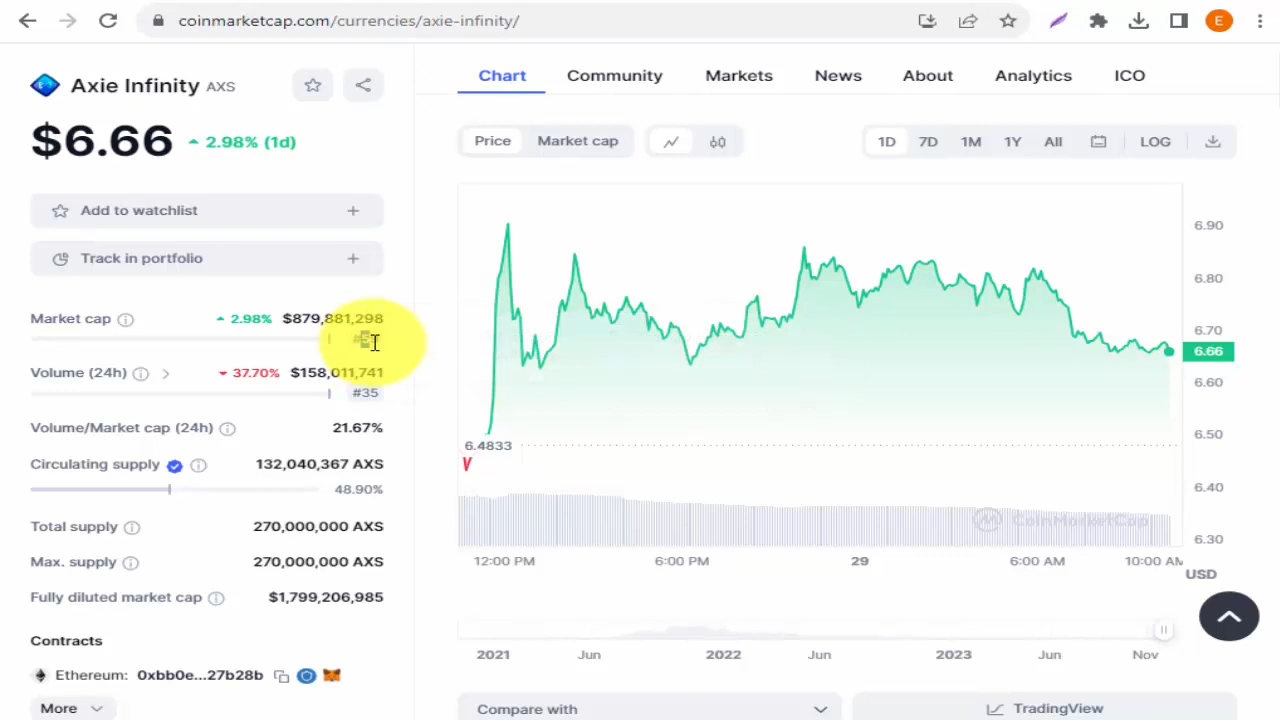 coinmarketcap.com/currencies/axie-infinity/
E
Axie Infinity AXS
$6.66 2.98% (1d)
Add to watchlist +
Track in portfolio +
Market cap 2.98% $879,881,298
Volume (24h) 37.70% $158,011,741
#35
Volume/Market cap (24h) 21.67%
Circulating supply 132,040,367 AXS
48.90%
Total supply 270,000,000 AXS
Max. supply 270,000,000 AXS
Fully diluted market cap $1,799,206,985
Contracts
Ethereum: 0xbb0e...27b28b
More
Chart Community Markets News About Analytics ICO
Price Market cap 1D 7D 1M 1Y All LOG
6.90
6.80
6.70
6.66
6.60
6.50
6.4833
6.40
6.30
CoinMarketCap
12:00 PM 6:00 PM 29 6:00 AM 10:00 AM
USD
2021 Jun 2022 Jun 2023 Jun Nov
Compare with TradingView